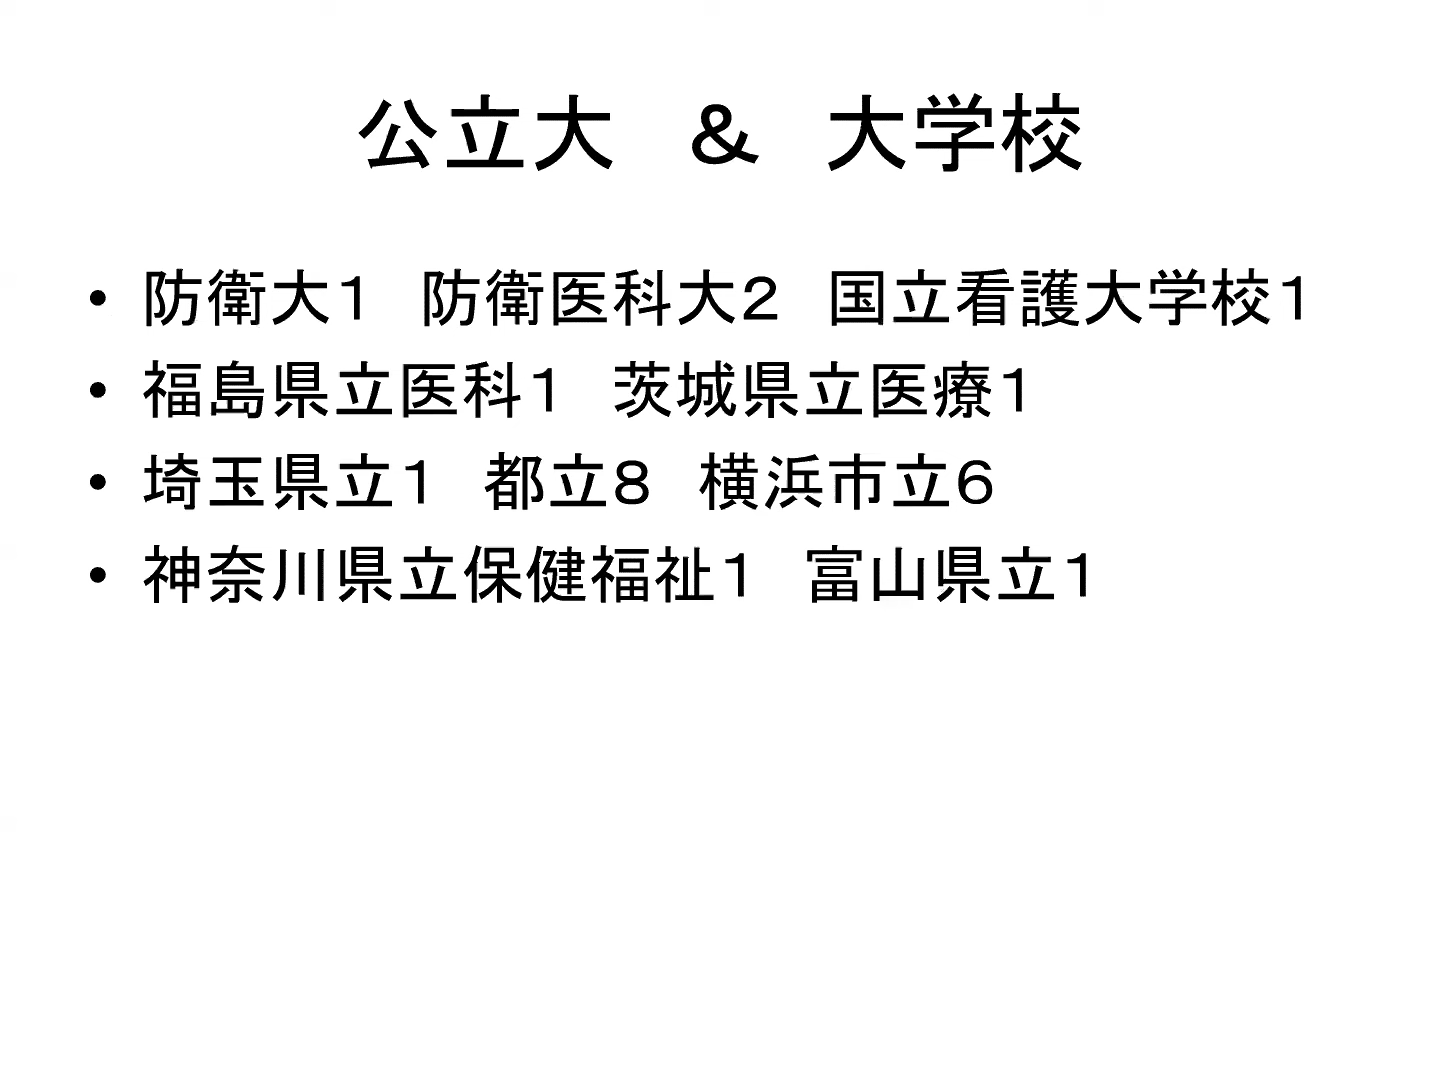 公立大　＆　大学校
• 防衛大１　防衛医科大２　国立看護大学校１
• 福島県立医科１　茨城県立医療１
• 埼玉県立１　都立８　横浜市立６
• 神奈川県立保健福祉１　富山県立１